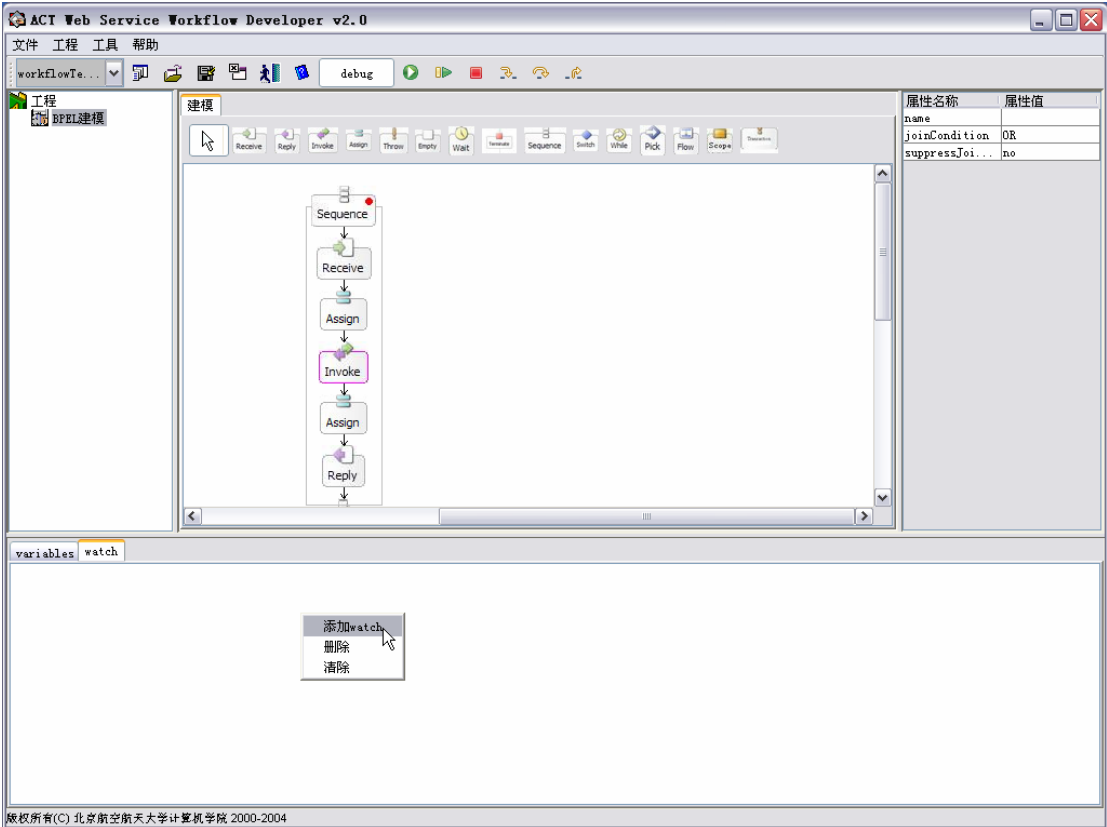 ACT Web Service Workflow Developer v2.0
文件 工程 工具 帮助
workflowTe... debug
工程
BPEL建模
建模
Receive Reply Invoke Assign Throw Empty Wait Terminate Sequence Switch While Pick Flow Scope
Sequence
Receive
Assign
Invoke
Assign
Reply
属性名称 属性值
name
joinCondition OR
suppressJoi... no
variables watch
添加watch
删除
清除
版权所有(C) 北京航空航天大学计算机学院 2000-2004